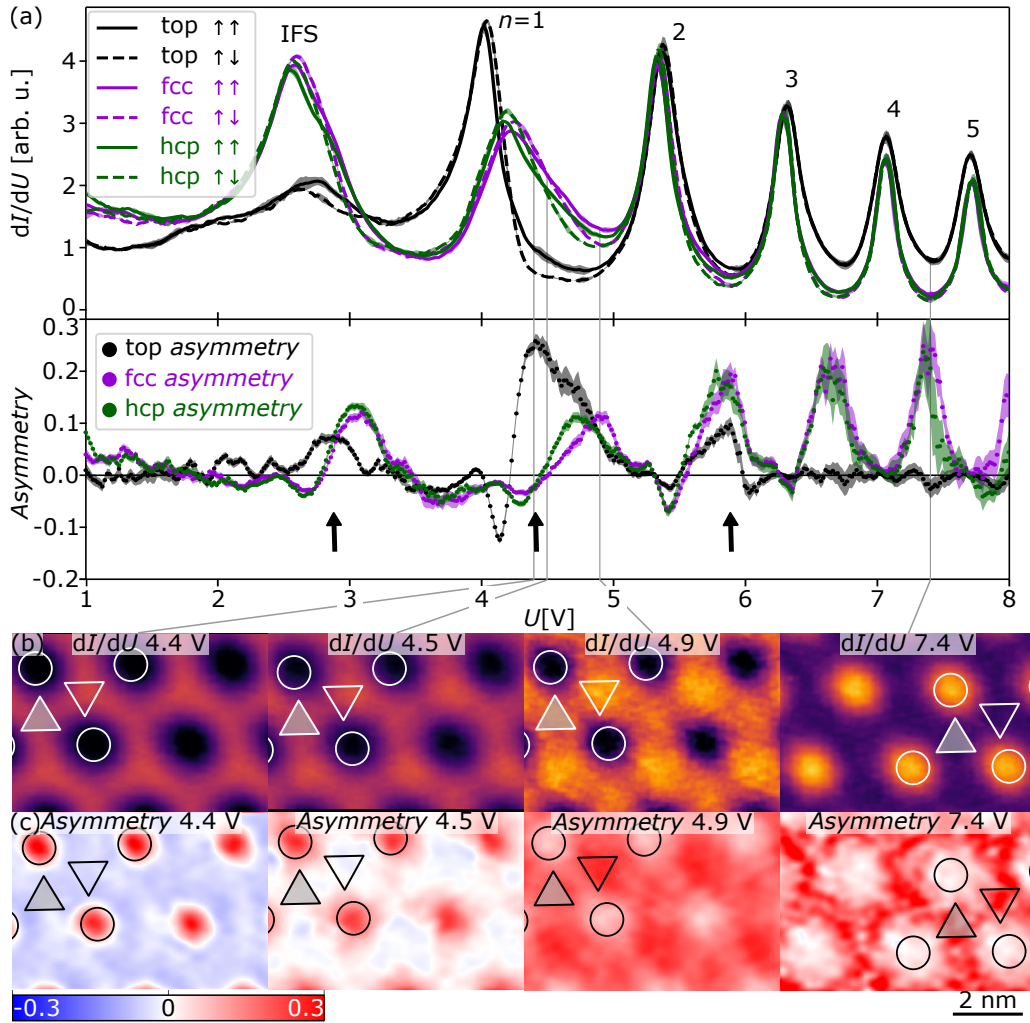 (a)
IFS
n=1
2
3
4
5
top ↑↑
top ↑↓
fcc ↑↑
fcc ↑↓
hcp ↑↑
hcp ↑↓
dI/dU [arb. u.]
4
3
2
1
0
top asymmetry
fcc asymmetry
hcp asymmetry
Asymmetry
0.3
0.2
0.1
0.0
-0.1
-0.2
1 2 3 4 5 6 7 8
U[V]
(b) dI/dU 4.4 V dI/dU 4.5 V dI/dU 4.9 V dI/dU 7.4 V
(c) Asymmetry 4.4 V Asymmetry 4.5 V Asymmetry 4.9 V Asymmetry 7.4 V
-0.3 0 0.3
2 nm